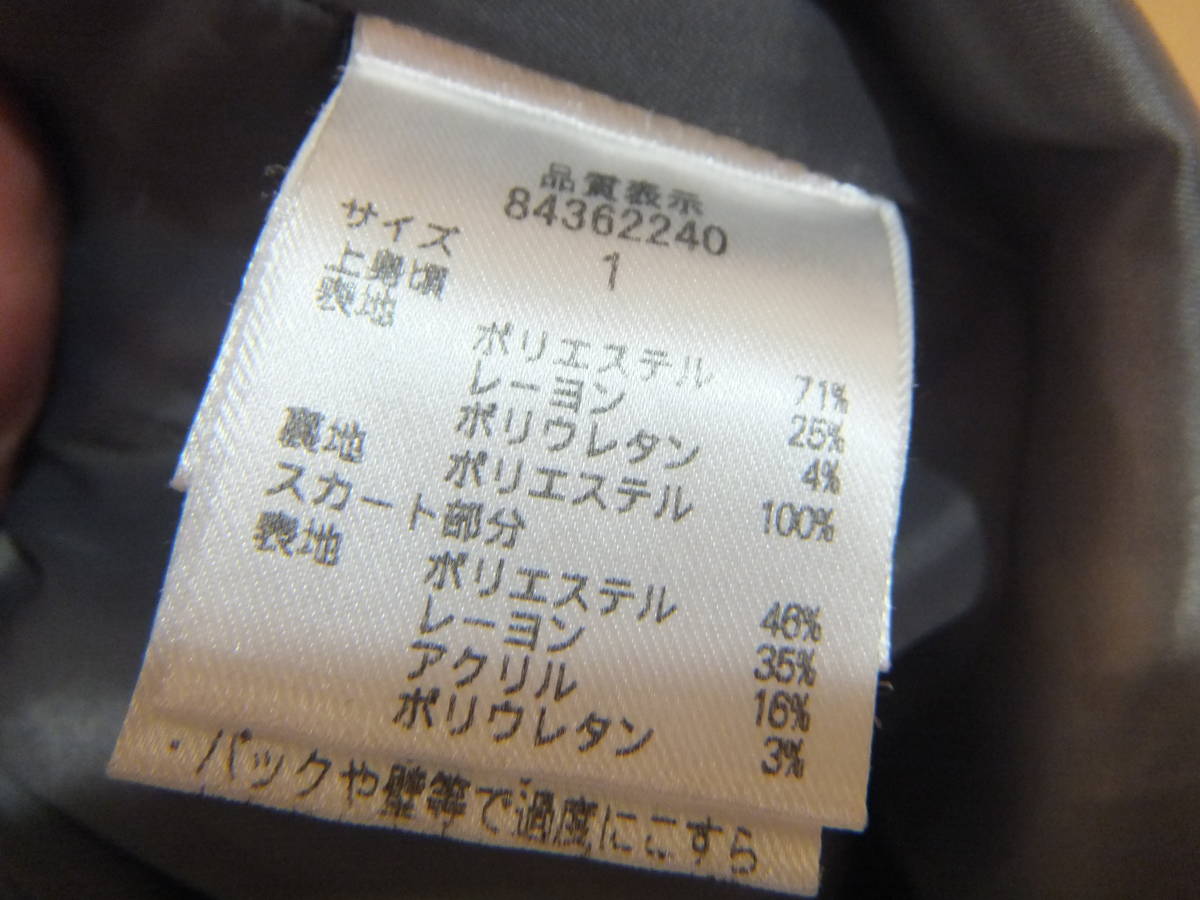 品質表示
84362240
サイズ 1
上身頃
表地
ポリエステル 71%
レーヨン 25%
ポリウレタン 4%
裏地 ポリエステル 100%
スカート部分
表地
ポリエステル 46%
レーヨン 35%
アクリル 16%
ポリウレタン 3%
・バックや壁等で過度にこすら